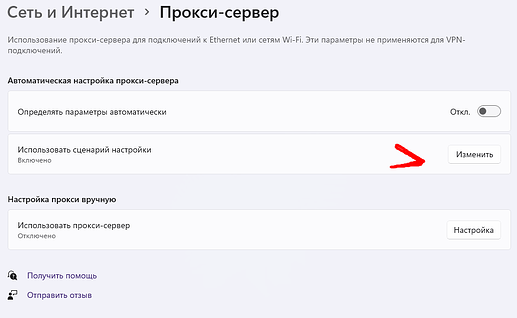 Сеть и Интернет > Прокси-сервер
Использование прокси-сервера для подключений к Ethernet или сетям Wi-Fi. Эти параметры не применяются для VPN-
подключений.
Автоматическая настройка прокси-сервера
Определять параметры автоматически
Откл.
Использовать сценарий настройки
Включено
Изменить
Настройка прокси вручную
Использовать прокси-сервер
Отключено
Настройка
Получить помощь
Отправить отзыв